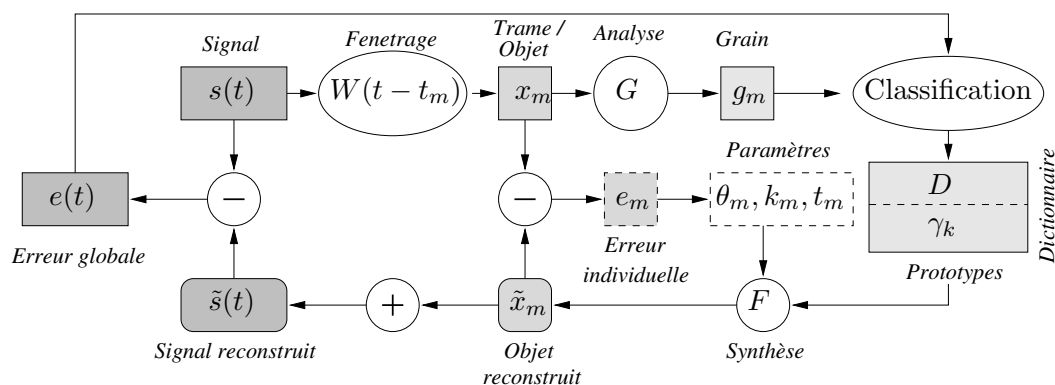 Signal
Fenetrage
Trame /
Objet
Analyse
Grain
s(t)
W(t − t_m)
x_m
G
g_m
Classification
Paramètres
e(t)
−
−
e_m
θ_m, k_m, t_m
D
γ_k
Dictionnaire
Erreur globale
Erreur
individuelle
Prototypes
s̃(t)
+
x̃_m
F
Signal reconstruit
Objet
reconstruit
Synthèse